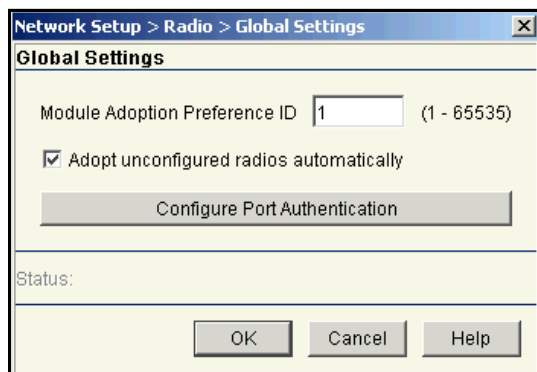 Network Setup > Radio > Global Settings
Global Settings
Module Adoption Preference ID 1 (1 - 65535)
Adopt unconfigured radios automatically
Configure Port Authentication
Status:
OK Cancel Help